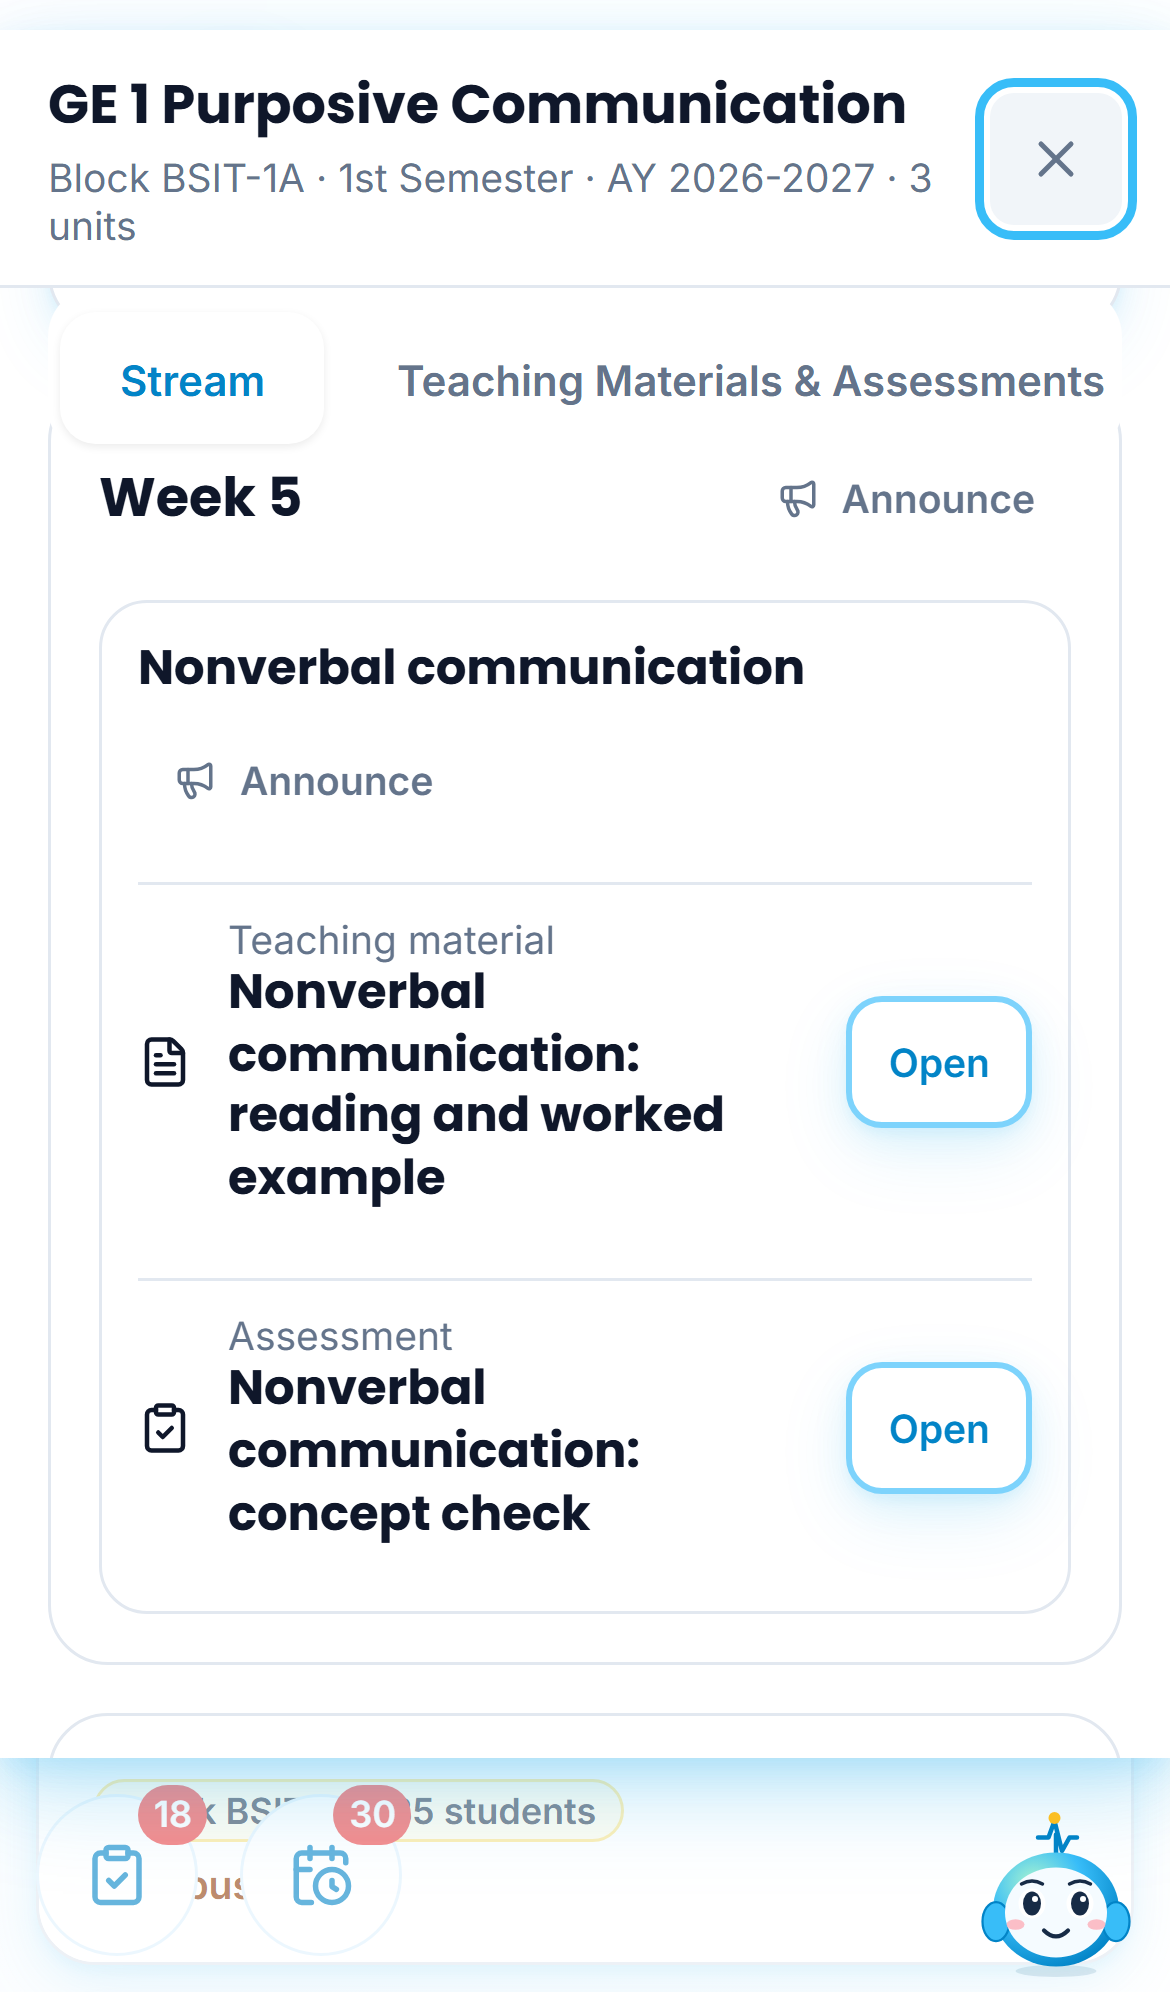 GE 1 Purposive Communication
Block BSIT-1A · 1st Semester · AY 2026-2027 · 3
units
Stream
Teaching Materials & Assessments
Week 5
Announce
Nonverbal communication
Announce
Teaching material
Nonverbal
communication:
reading and worked
example
Open
Assessment
Nonverbal
communication:
concept check
Open
18
30
students